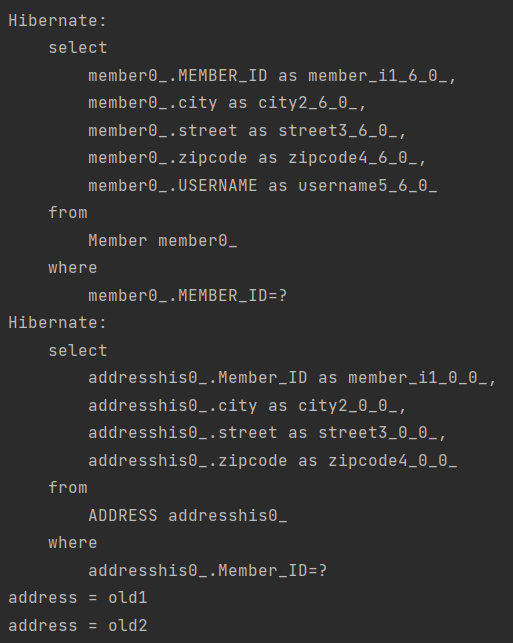 Hibernate:
    select
        member0_.MEMBER_ID as member_i1_6_0_,
        member0_.city as city2_6_0_,
        member0_.street as street3_6_0_,
        member0_.zipcode as zipcode4_6_0_,
        member0_.USERNAME as username5_6_0_
    from
        Member member0_
    where
        member0_.MEMBER_ID=?
Hibernate:
    select
        addresshis0_.Member_ID as member_i1_0_0_,
        addresshis0_.city as city2_0_0_,
        addresshis0_.street as street3_0_0_,
        addresshis0_.zipcode as zipcode4_0_0_
    from
        ADDRESS addresshis0_
    where
        addresshis0_.Member_ID=?
address = old1
address = old2